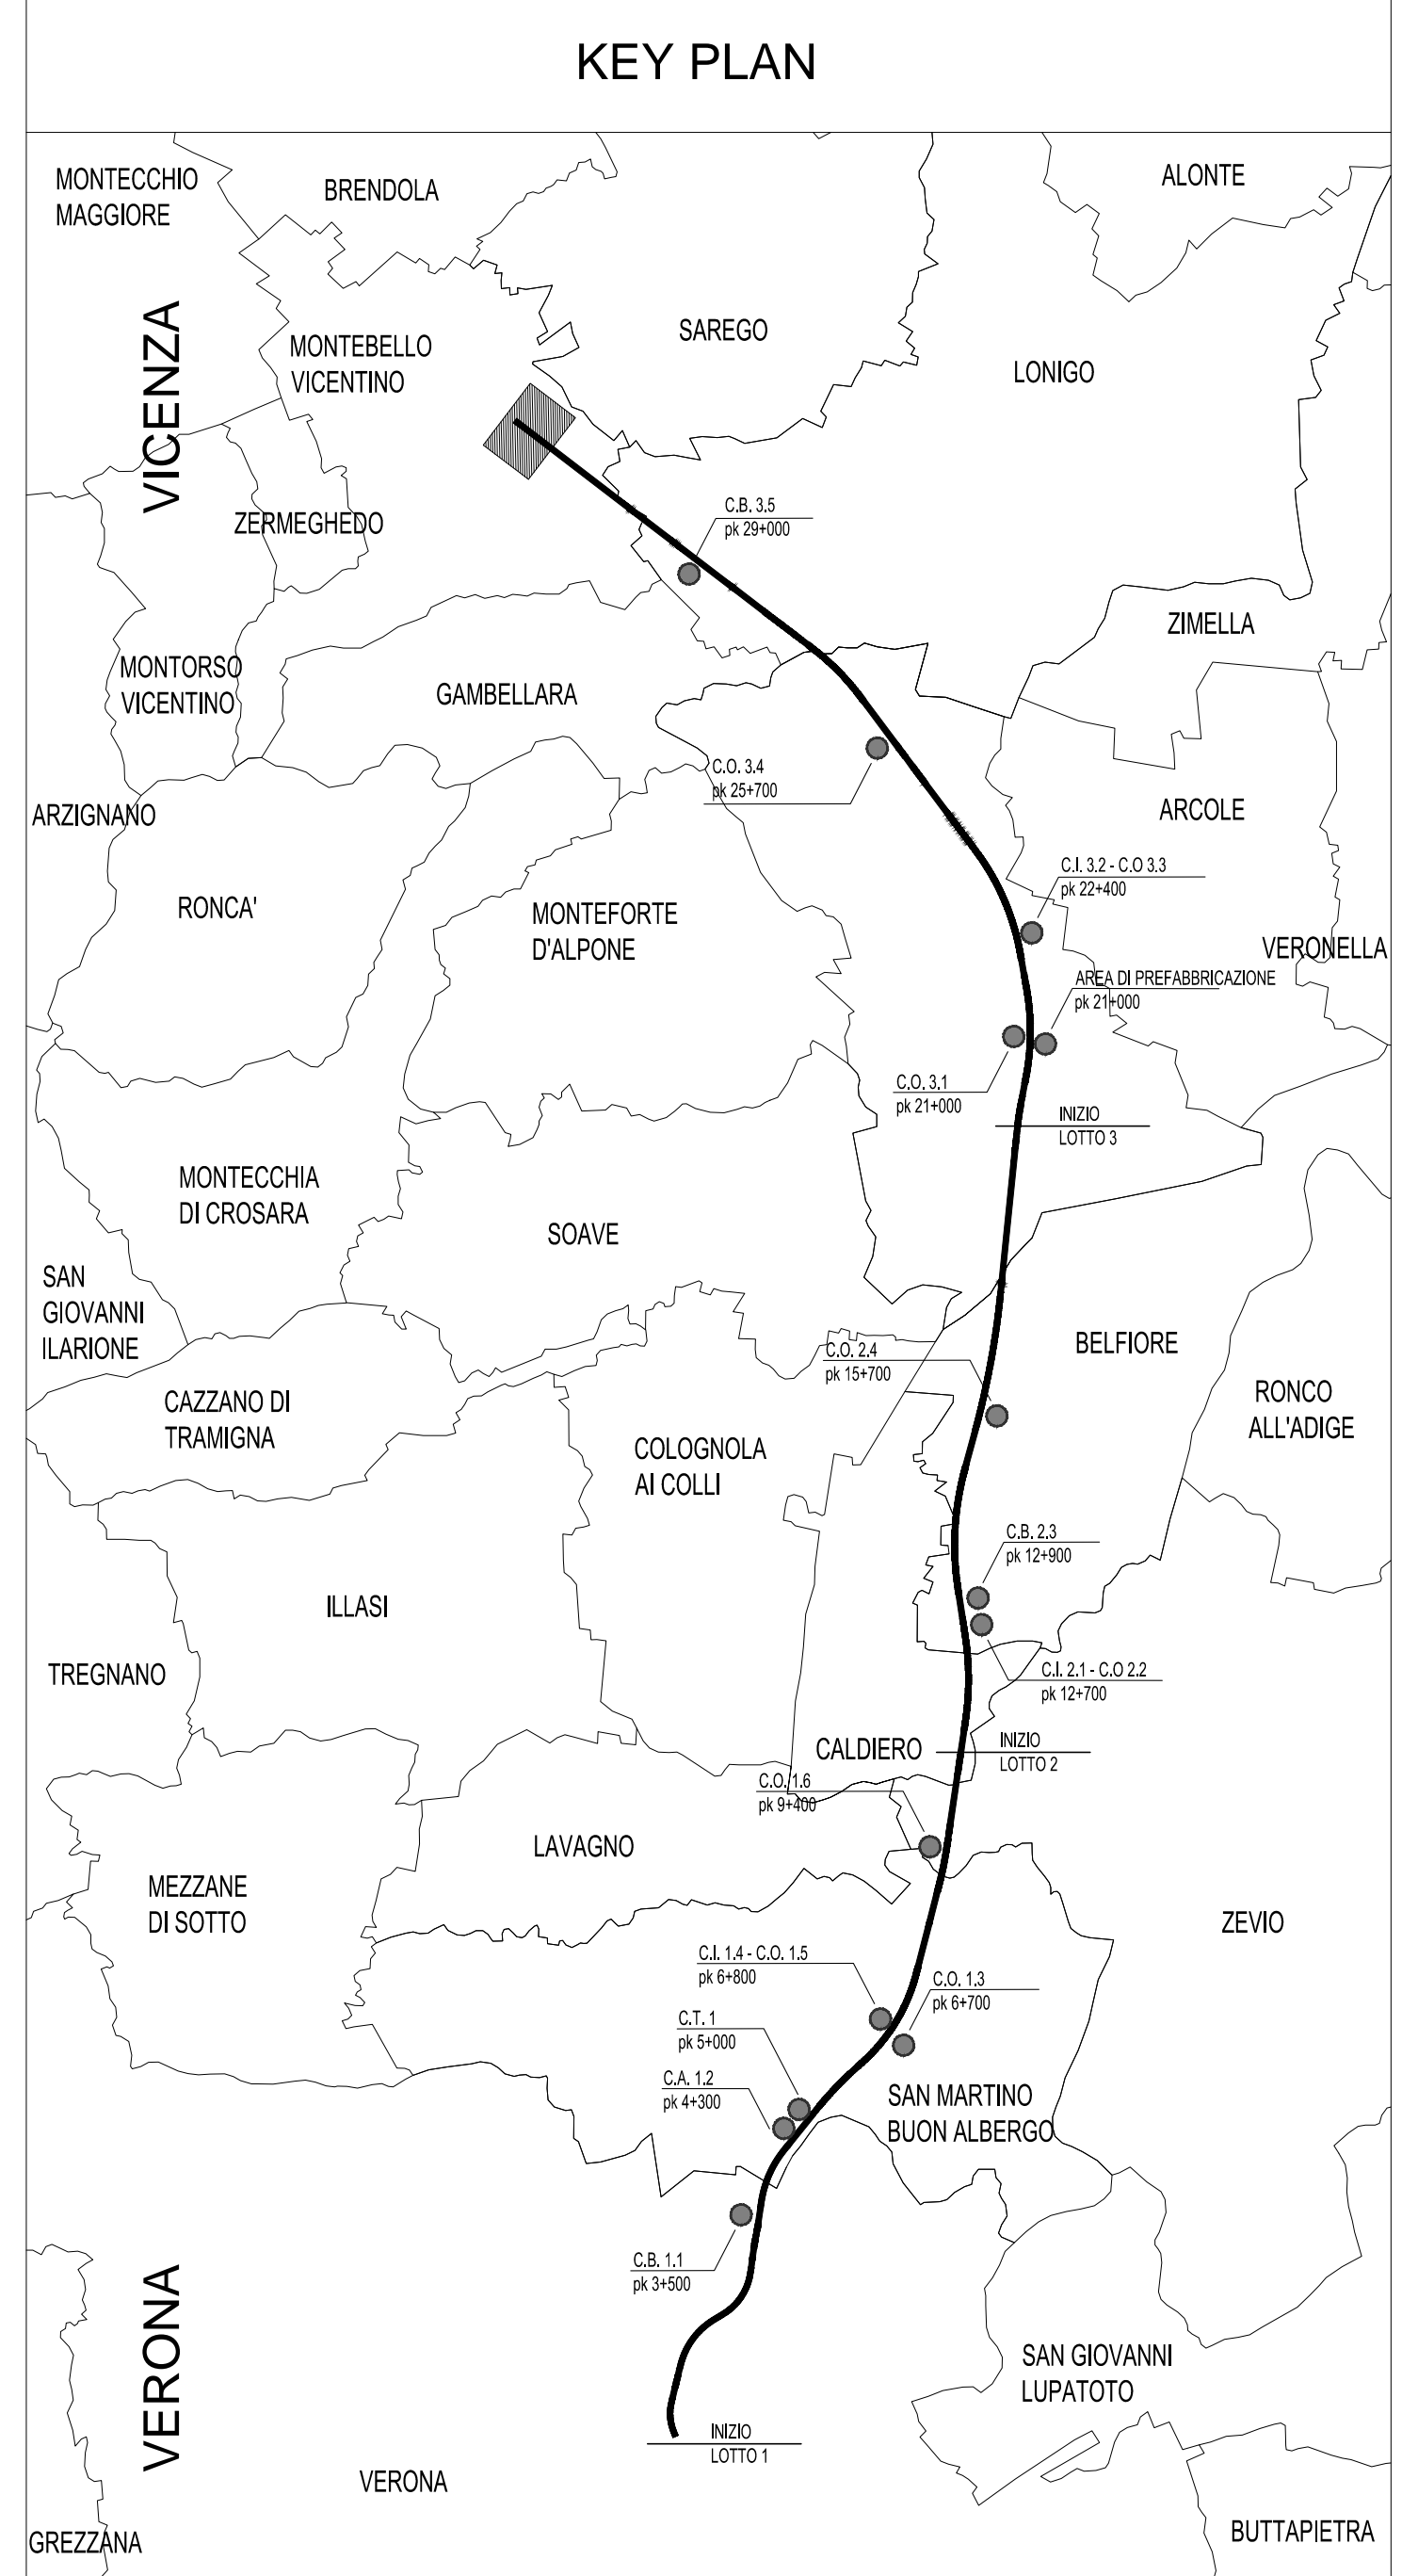 KEY PLAN
MONTECCHIO
MAGGIORE
BRENDOLA
ALONTE
VICENZA
MONTEBELLO
VICENTINO
SAREGO
LONIGO
ZERMEGHEDO
C.B. 3.5
pk 29+000
ZIMELLA
MONTORSO
VICENTINO
GAMBELLARA
C.O. 3.4
pk 25+700
ARZIGNANO
ARCOLE
C.I. 3.2 - C.O 3.3
pk 22+400
RONCA'
MONTEFORTE
D'ALPONE
VERONELLA
AREA DI PREFABBRICAZIONE
pk 21+000
C.O. 3.1
pk 21+000
INIZIO
LOTTO 3
MONTECCHIA
DI CROSARA
SOAVE
SAN
GIOVANNI
ILARIONE
C.O. 2.4
pk 15+700
BELFIORE
CAZZANO DI
TRAMIGNA
RONCO
ALL'ADIGE
COLOGNOLA
AI COLLI
C.B. 2.3
pk 12+900
ILLASI
TREGNANO
C.I. 2.1 - C.O 2.2
pk 12+700
CALDIERO
INIZIO
LOTTO 2
C.O. 1.6
pk 9+400
LAVAGNO
MEZZANE
DI SOTTO
ZEVIO
C.I. 1.4 - C.O. 1.5
pk 6+800
C.O. 1.3
pk 6+700
C.T. 1
pk 5+000
C.A. 1.2
pk 4+300
SAN MARTINO
BUON ALBERGO
C.B. 1.1
pk 3+500
VERONA
SAN GIOVANNI
LUPATOTO
INIZIO
LOTTO 1
VERONA
GREZZANA
BUTTAPIETRA